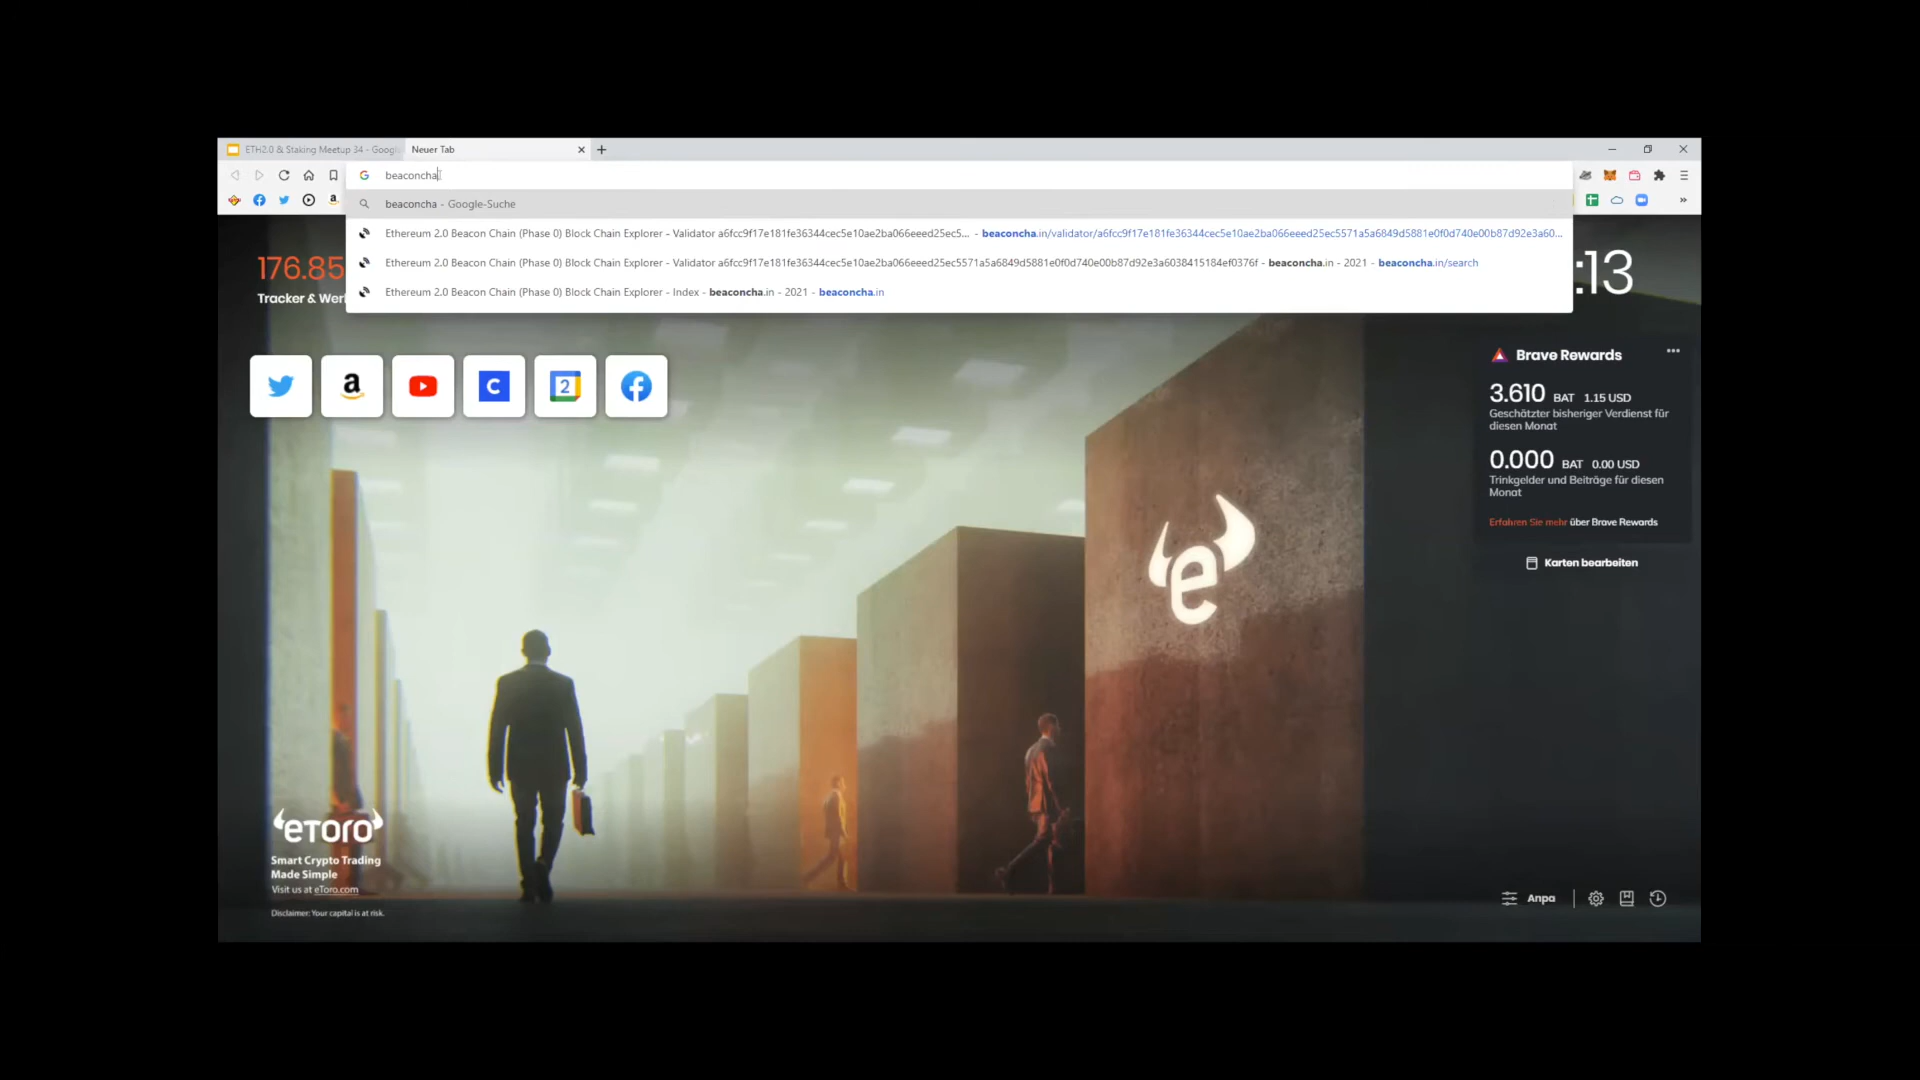 ETH2.0 & Staking Meetup 34 - Googl
Neuer Tab
beaconcha
beaconcha - Google-Suche
Ethereum 2.0 Beacon Chain (Phase 0) Block Chain Explorer - Validator a6fcc9f17e181fe36344cec5e10ae2ba066eeed25ec5... - beaconcha.in/validator/a6fcc9f17e181fe36344cec5e10ae2ba066eeed25ec5571a5a6849d5881e0f0d740e00b87d92e3a60...
Ethereum 2.0 Beacon Chain (Phase 0) Block Chain Explorer - Validator a6fcc9f17e181fe36344cec5e10ae2ba066eeed25ec5571a5a6849d5881e0f0d740e00b87d92e3a6038415184ef0376f - beaconcha.in - 2021 - beaconcha.in/search
Ethereum 2.0 Beacon Chain (Phase 0) Block Chain Explorer - Index - beaconcha.in - 2021 - beaconcha.in
176.85
Tracker & Wer
:13
Brave Rewards
3.610 BAT 1.15 USD
Geschätzter bisheriger Verdienst für
diesen Monat
0.000 BAT 0.00 USD
Trinkgelder und Beiträge für diesen
Monat
Erfahren Sie mehr über Brave Rewards
Karten bearbeiten
eToro
Smart Crypto Trading
Made Simple
Visit us at eToro.com
Disclaimer: Your capital is at risk.
Anpa